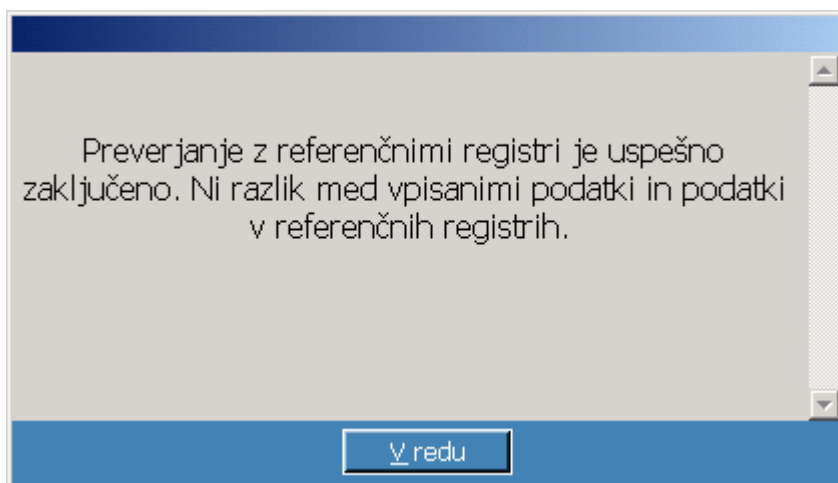 Preverjanje z referenčnimi registri je uspešno
zaključeno. Ni razlik med vpisanimi podatki in podatki
v referenčnih registrih.
V redu